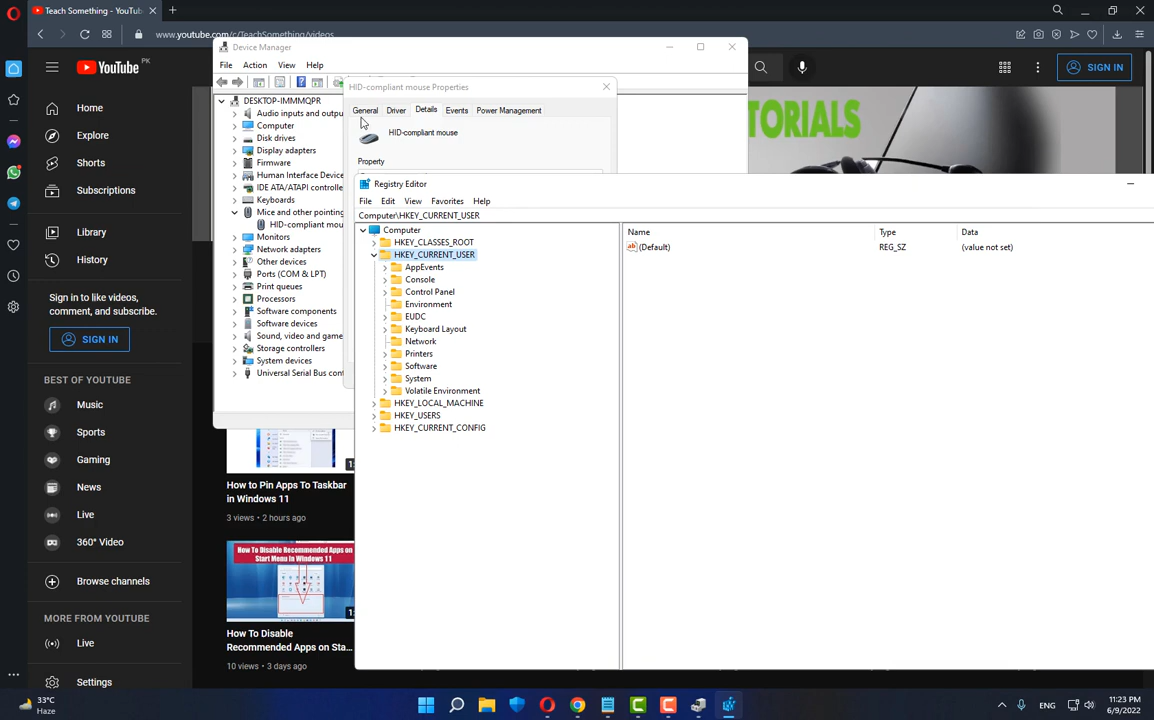 Teach Something - YouTube
www.youtube.com/c/TeachSomething/videos
YouTube PK
SIGN IN
Home
Explore
Shorts
Subscriptions
Library
History
Sign in to like videos,
comment, and subscribe.
SIGN IN
BEST OF YOUTUBE
Music
Sports
Gaming
News
Live
360° Video
Browse channels
MORE FROM YOUTUBE
Live
Settings
Device Manager
File Action View Help
DESKTOP-IMMMQPR
Audio inputs and outpu
Computer
Disk drives
Display adapters
Firmware
Human Interface Device
IDE ATA/ATAPI controlle
Keyboards
Mice and other pointing
HID-compliant mou
Monitors
Network adapters
Other devices
Ports (COM & LPT)
Print queues
Processors
Security devices
Software components
Software devices
Sound, video and game
Storage controllers
System devices
Universal Serial Bus cont
HID-compliant mouse Properties
General Driver Details Events Power Management
HID-compliant mouse
Property
Registry Editor
File Edit View Favorites Help
Computer\HKEY_CURRENT_USER
Computer
HKEY_CLASSES_ROOT
HKEY_CURRENT_USER
AppEvents
Console
Control Panel
Environment
EUDC
Keyboard Layout
Network
Printers
Software
System
Volatile Environment
HKEY_LOCAL_MACHINE
HKEY_USERS
HKEY_CURRENT_CONFIG
Name Type Data
(Default) REG_SZ (value not set)
TUTORIALS
How to Pin Apps To Taskbar
in Windows 11
3 views • 2 hours ago
How To Disable Recommended Apps on
Start Menu In Windows 11
How To Disable
Recommended Apps on Sta...
10 views • 3 days ago
33°C
Haze
ENG
11:23 PM
6/9/2022